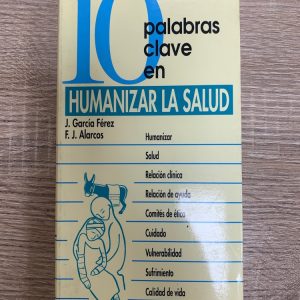 10 palabras
clave
en
HUMANIZAR LA SALUD
J. García Férez
F. J. Alarcos
Humanizar
Salud
Relación clínica
Relación de ayuda
Comités de ética
Cuidado
Vulnerabilidad
Sufrimiento
Calidad de vida